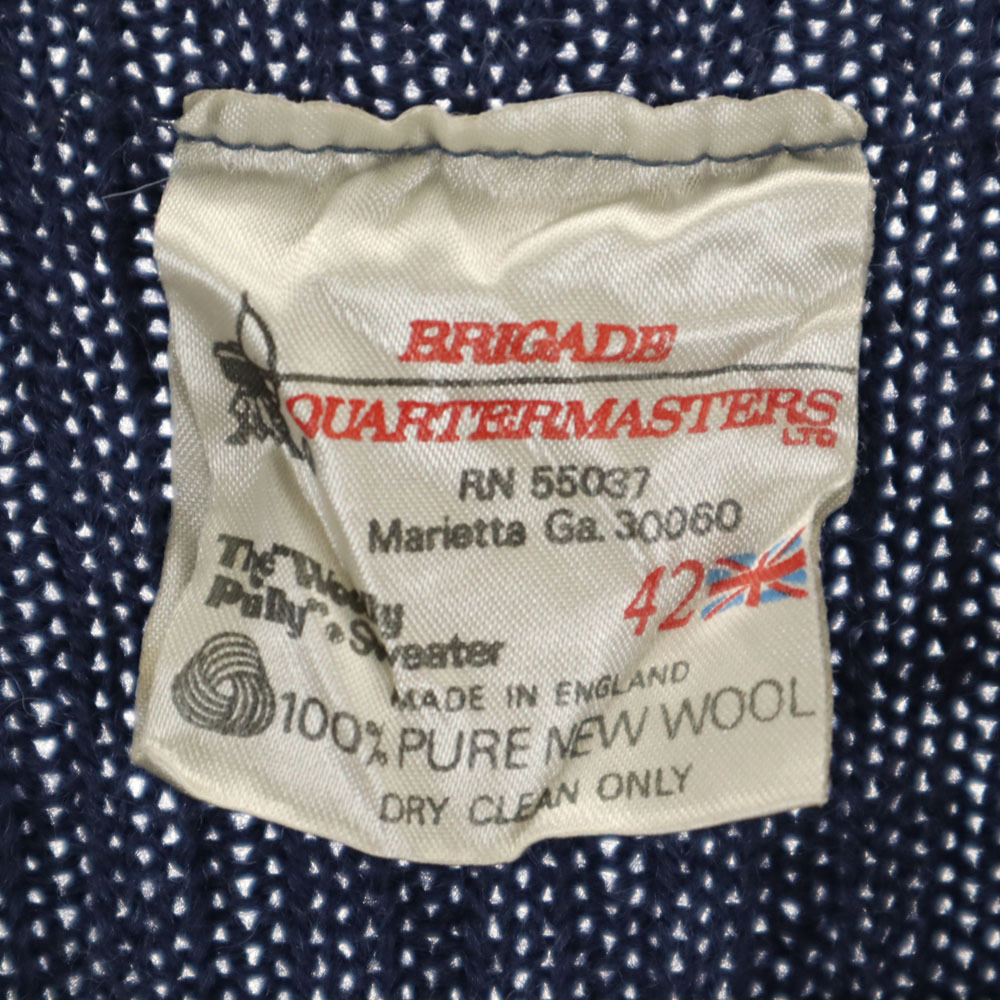 BRIGADE
QUARTERMASTERS
LTD
RN 55037
Marietta Ga. 30060
The "Woolly
Pully"® Sweater
42
MADE IN ENGLAND
100% PURE NEW WOOL
DRY CLEAN ONLY